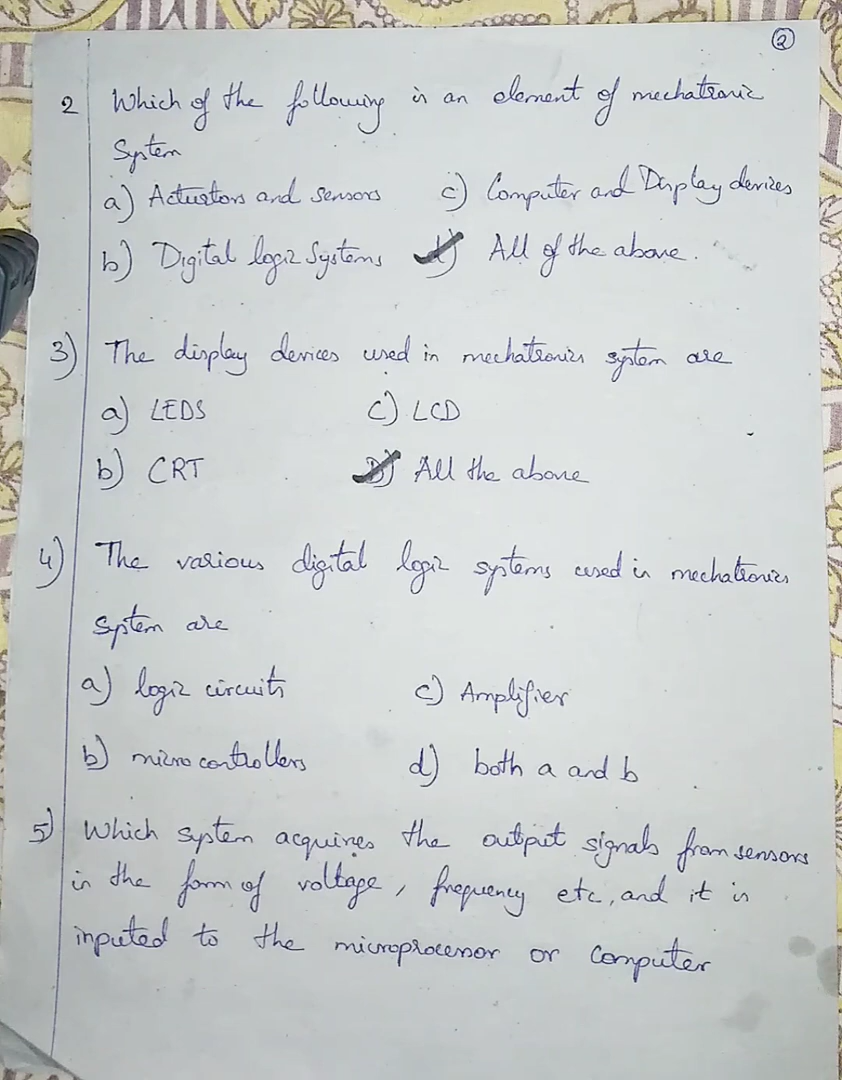 2
2 Which of the following is an element of mechatronic
System
a) Actuators and sensors c) Computer and Display devices
b) Digital logic Systems d) All of the above.
3) The display devices used in mechatronics system are
a) LEDS C) LCD
b) CRT D) All the above
4) The various digital logic systems used in mechatronics
System are
a) logic circuits c) Amplifier
b) micro controllers d) both a and b
5) Which system acquires the output signals from sensors
in the form of voltage, frequency etc, and it is
inputed to the microprocessor or Computer